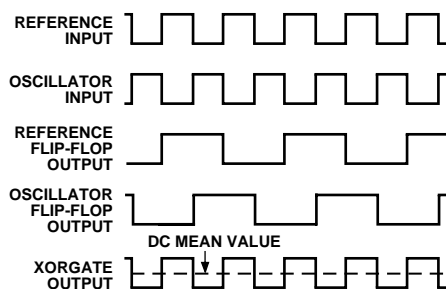 REFERENCE
INPUT
OSCILLATOR
INPUT
REFERENCE
FLIP-FLOP
OUTPUT
OSCILLATOR
FLIP-FLOP
OUTPUT
DC MEAN VALUE
XORGATE
OUTPUT